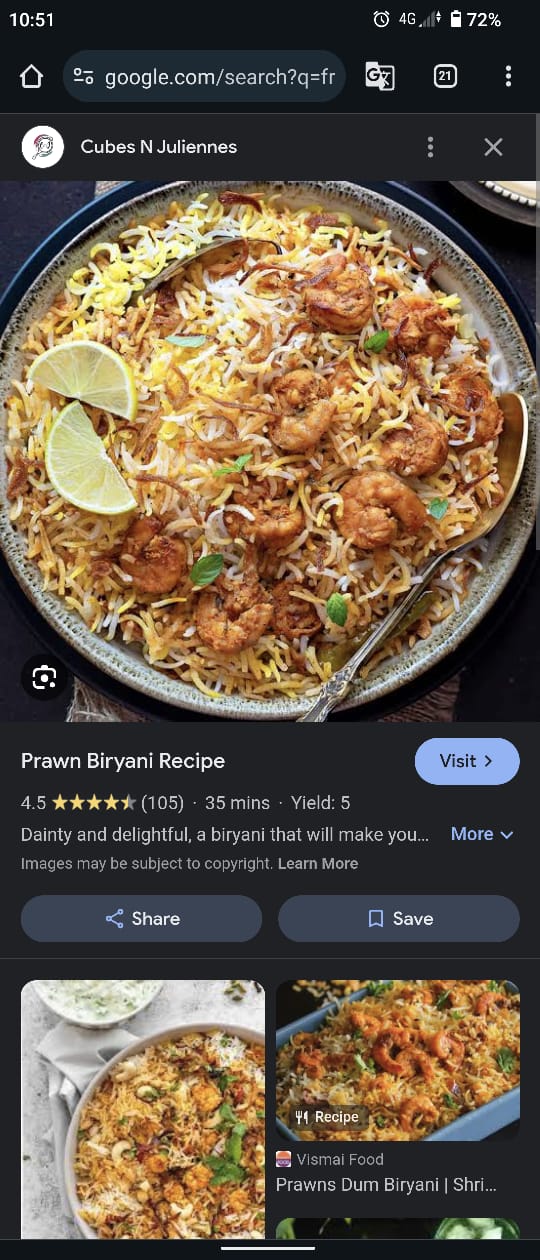 10:51
4G
72%
google.com/search?q=fr
21
Cubes N Juliennes
Prawn Biryani Recipe
Visit
4.5 ★★★★★ (105) · 35 mins · Yield: 5
Dainty and delightful, a biryani that will make you...
More
Images may be subject to copyright. Learn More
Share
Save
Recipe
Vismai Food
Prawns Dum Biryani | Shri...